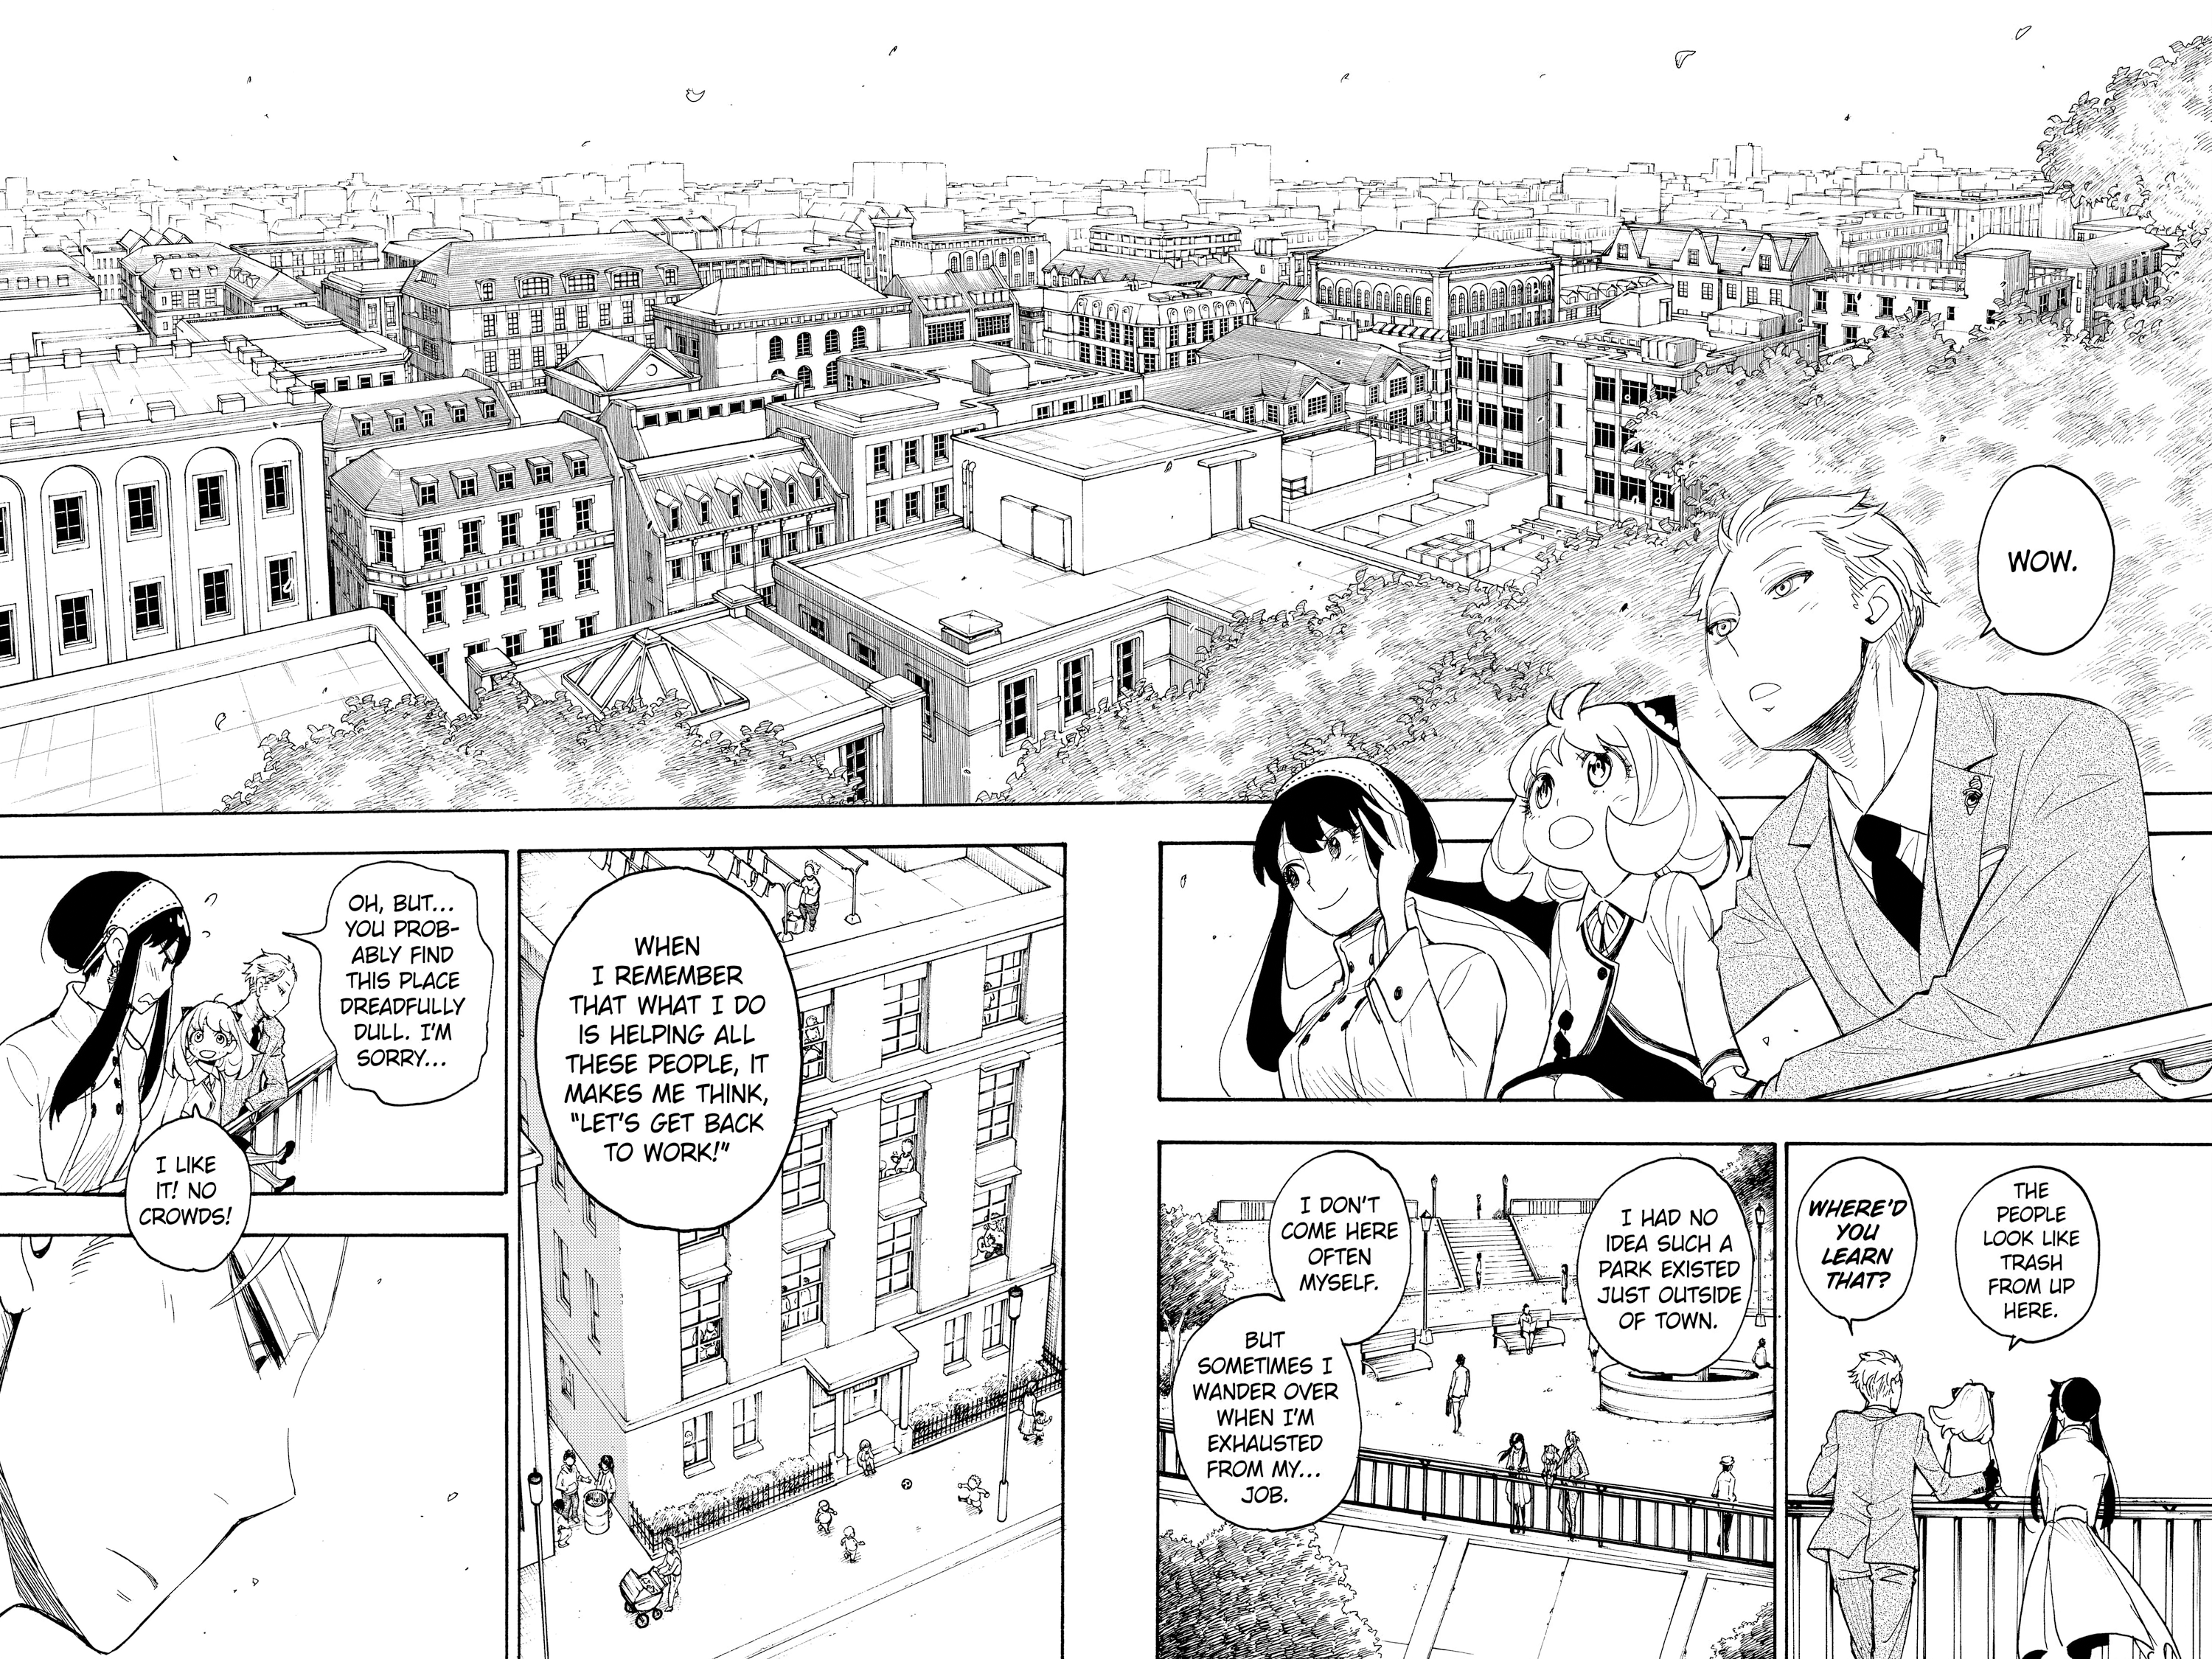 WOW.
THE
PEOPLE
LOOK LIKE
TRASH
FROM UP
HERE.
WHERE'D
YOU
LEARN
THAT?
I HAD NO
IDEA SUCH A
PARK EXISTED
JUST OUTSIDE
OF TOWN.
I DON'T
COME HERE
OFTEN
MYSELF.
BUT
SOMETIMES I
WANDER OVER
WHEN I'M
EXHAUSTED
FROM MY...
JOB.
WHEN
I REMEMBER
THAT WHAT I DO
IS HELPING ALL
THESE PEOPLE, IT
MAKES ME THINK,
"LET'S GET BACK
TO WORK!"
OH, BUT...
YOU PROB-
ABLY FIND
THIS PLACE
DREADFULLY
DULL. I'M
SORRY...
I LIKE
IT! NO
CROWDS!